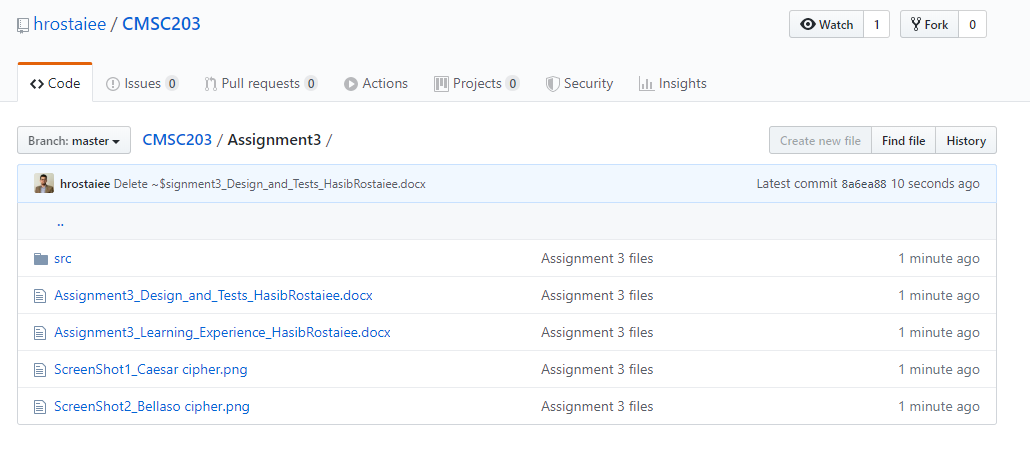 hrostaiee / CMSC203 Watch 1 Fork 0
Code Issues 0 Pull requests 0 Actions Projects 0 Security Insights
Branch: master CMSC203 / Assignment3 / Create new file Find file History
hrostaiee Delete ~$signment3_Design_and_Tests_HasibRostaiee.docx Latest commit 8a6ea88 10 seconds ago
..
src Assignment 3 files 1 minute ago
Assignment3_Design_and_Tests_HasibRostaiee.docx Assignment 3 files 1 minute ago
Assignment3_Learning_Experience_HasibRostaiee.docx Assignment 3 files 1 minute ago
ScreenShot1_Caesar cipher.png Assignment 3 files 1 minute ago
ScreenShot2_Bellaso cipher.png Assignment 3 files 1 minute ago